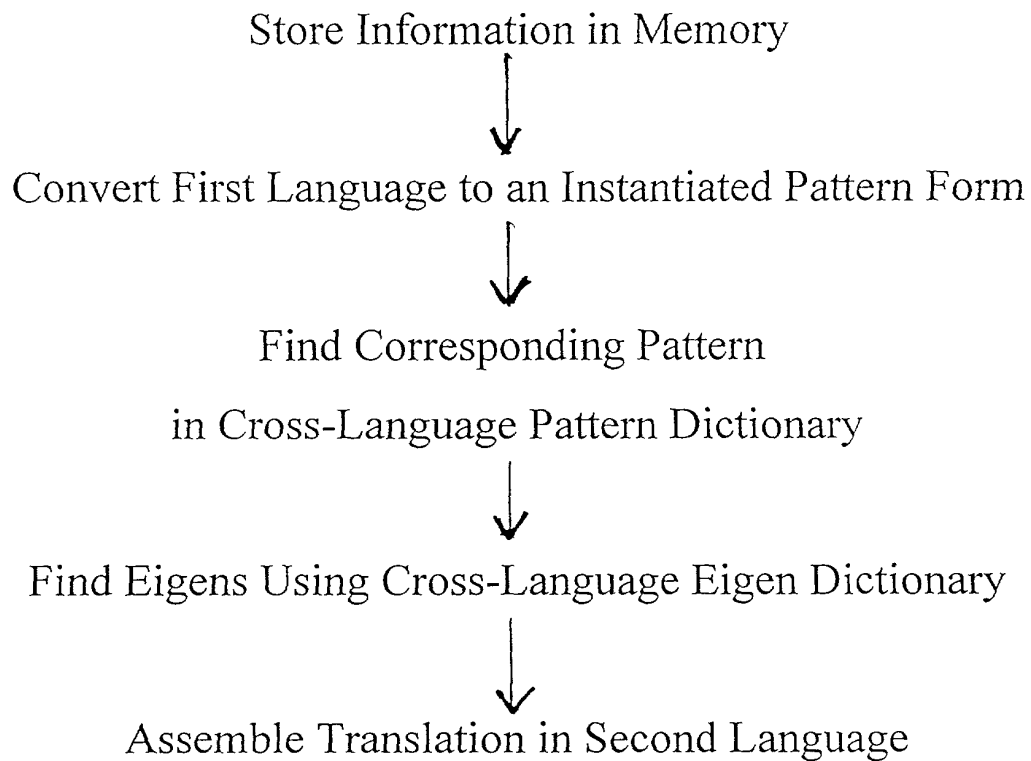 Store Information in Memory
Convert First Language to an Instantiated Pattern Form
Find Corresponding Pattern
in Cross-Language Pattern Dictionary
Find Eigens Using Cross-Language Eigen Dictionary
Assemble Translation in Second Language